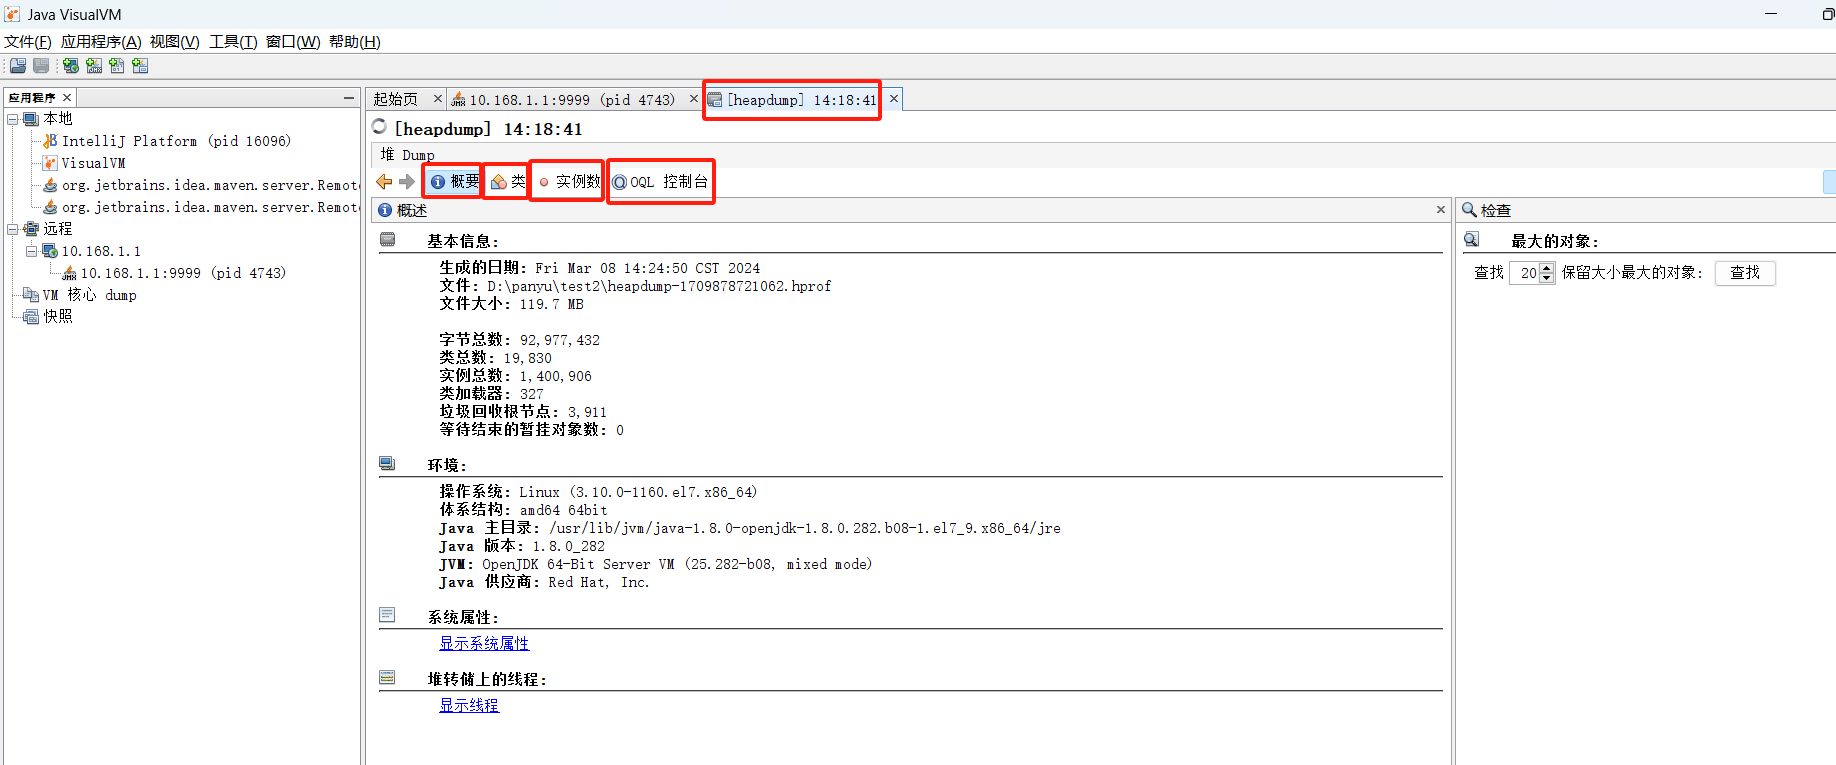 Java VisualVM
文件(F) 应用程序(A) 视图(V) 工具(T) 窗口(W) 帮助(H)
应用程序
本地
IntelliJ Platform (pid 16096)
VisualVM
org.jetbrains.idea.maven.server.Remote
org.jetbrains.idea.maven.server.Remote
远程
10.168.1.1
10.168.1.1:9999 (pid 4743)
VM 核心 dump
快照
起始页 10.168.1.1:9999 (pid 4743) [heapdump] 14:18:41
[heapdump] 14:18:41
堆 Dump
概要 类 实例数 OQL 控制台
概述
基本信息:
生成的日期: Fri Mar 08 14:24:50 CST 2024
文件: D:\panyu\test2\heapdump-1709878721062.hprof
文件大小: 119.7 MB
字节总数: 92,977,432
类总数: 19,830
实例总数: 1,400,906
类加载器: 327
垃圾回收根节点: 3,911
等待结束的暂挂对象数: 0
环境:
操作系统: Linux (3.10.0-1160.el7.x86_64)
体系结构: amd64 64bit
Java 主目录: /usr/lib/jvm/java-1.8.0-openjdk-1.8.0.282.b08-1.el7_9.x86_64/jre
Java 版本: 1.8.0_282
JVM: OpenJDK 64-Bit Server VM (25.282-b08, mixed mode)
Java 供应商: Red Hat, Inc.
系统属性:
显示系统属性
堆转储上的线程:
显示线程
检查
最大的对象:
查找 20 保留大小最大的对象: 查找